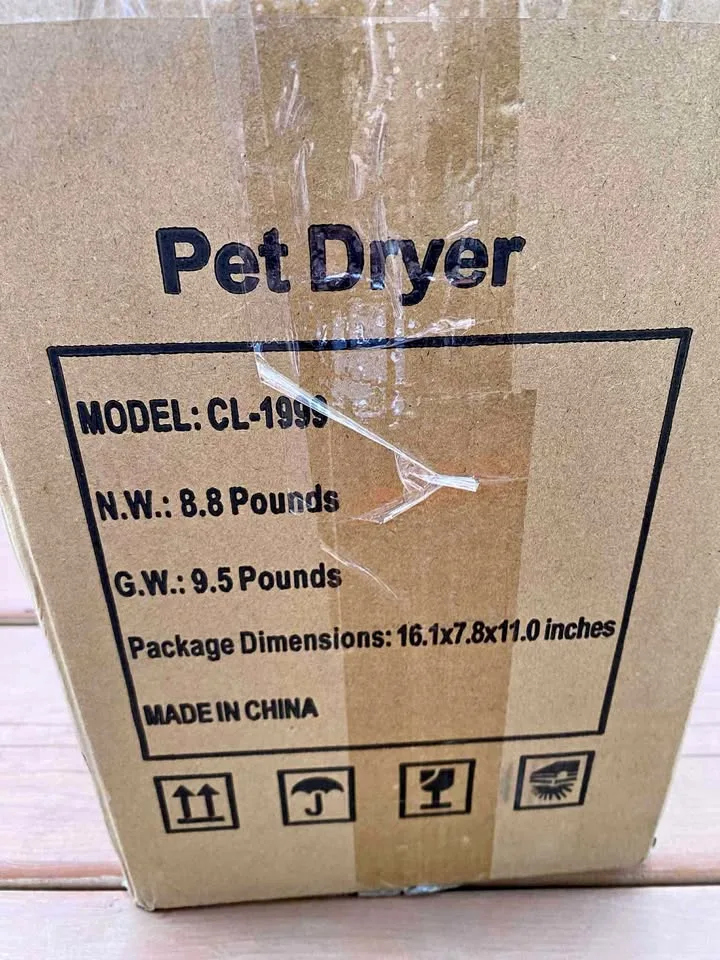 Pet Dryer
MODEL: CL-1999
N.W.: 8.8 Pounds
G.W.: 9.5 Pounds
Package Dimensions: 16.1x7.8x11.0 inches
MADE IN CHINA